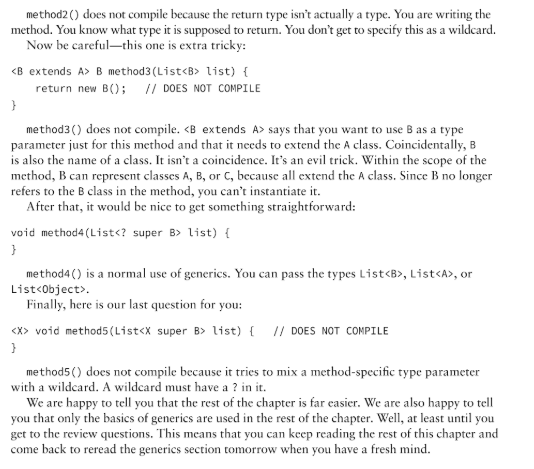 method2() does not compile because the return type isn't actually a type. You are writing the
method. You know what type it is supposed to return. You don't get to specify this as a wildcard.
Now be careful—this one is extra tricky:
<B extends A> B method3(List<B> list) {
return new B(); // DOES NOT COMPILE
}
method3() does not compile. <B extends A> says that you want to use B as a type
parameter just for this method and that it needs to extend the A class. Coincidentally, B
is also the name of a class. It isn't a coincidence. It's an evil trick. Within the scope of the
method, B can represent classes A, B, or C, because all extend the A class. Since B no longer
refers to the B class in the method, you can't instantiate it.
After that, it would be nice to get something straightforward:
void method4(List<? super B> list) {
}
method4() is a normal use of generics. You can pass the types List<B>, List<A>, or
List<Object>.
Finally, here is our last question for you:
<X> void method5(List<X super B> list) { // DOES NOT COMPILE
}
method5() does not compile because it tries to mix a method-specific type parameter
with a wildcard. A wildcard must have a ? in it.
We are happy to tell you that the rest of the chapter is far easier. We are also happy to tell
you that only the basics of generics are used in the rest of the chapter. Well, at least until you
get to the review questions. This means that you can keep reading the rest of this chapter and
come back to reread the generics section tomorrow when you have a fresh mind.